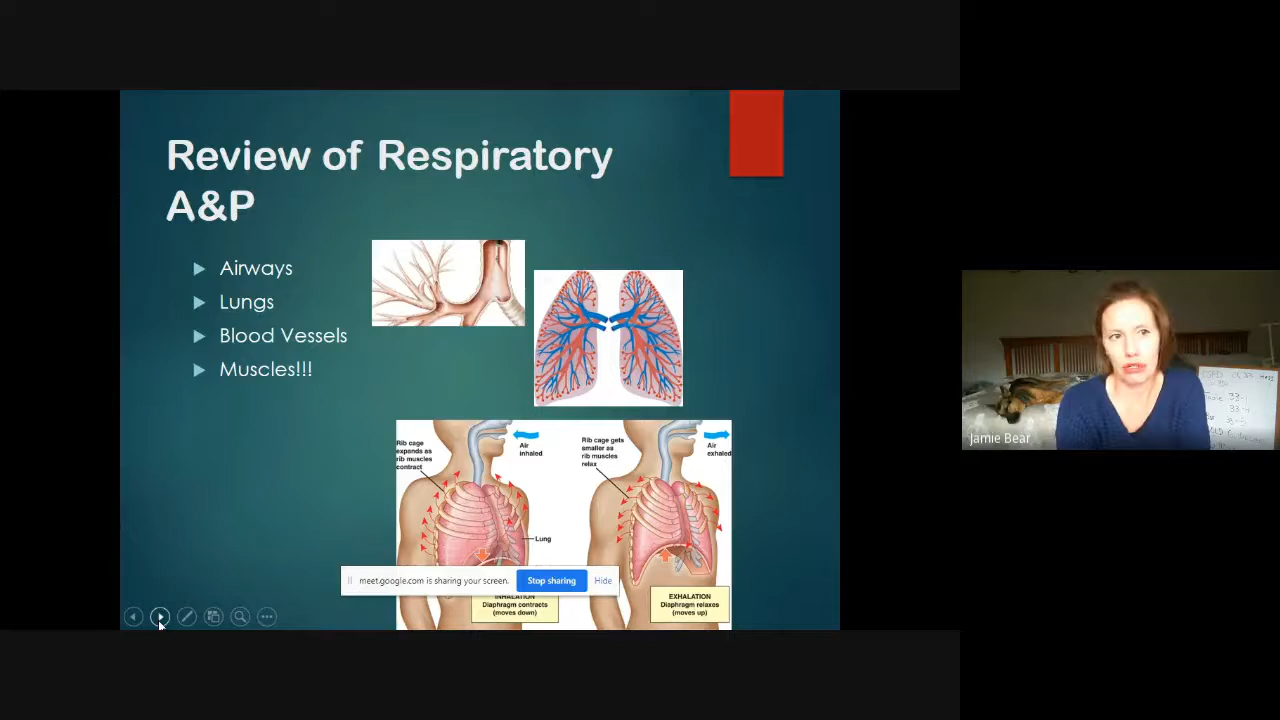 Review of Respiratory
A&P
Airways
Lungs
Blood Vessels
Muscles!!!
Rib cage
expands as
rib muscles
contract
Air
inhaled
Lung
Rib cage gets
smaller as
rib muscles
relax
Air
exhaled
meet.google.com is sharing your screen.
Stop sharing
Hide
INHALATION
Diaphragm contracts
(moves down)
EXHALATION
Diaphragm relaxes
(moves up)
Jamie Bear
33-1